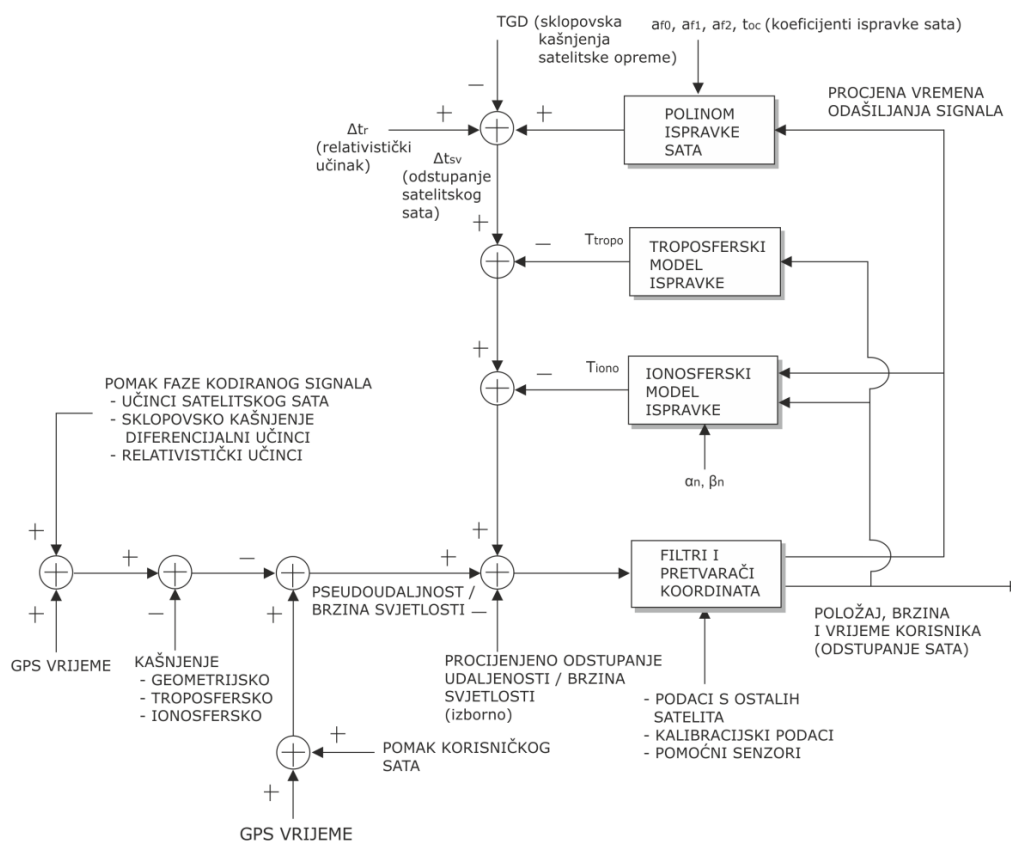 TGD (sklopovska
kašnjenja
satelitske opreme)
af0, af1, af2, toc (koeficijenti ispravke sata)
PROCJENA VREMENA
ODAŠILJANJA SIGNALA
−
+
+
Δtr
(relativistički
učinak)
POLINOM
ISPRAVKE
SATA
Δtsv
(odstupanje
satelitskog
sata)
+
−
Ttropo
TROPOSFERSKI
MODEL
ISPRAVKE
+
−
Tiono
IONOSFERSKI
MODEL
ISPRAVKE
αn, βn
POMAK FAZE KODIRANOG SIGNALA
- UČINCI SATELITSKOG SATA
- SKLOPOVSKO KAŠNJENJE
DIFERENCIJALNI UČINCI
- RELATIVISTIČKI UČINCI
+
+
+
−
+
+
FILTRI I
PRETVARAČI
KOORDINATA
+
−
+
−
PSEUDOUDALJNOST /
BRZINA SVJETLOSTI
GPS VRIJEME
KAŠNJENJE
- GEOMETRIJSKO
- TROPOSFERSKO
- IONOSFERSKO
PROCIJENJENO ODSTUPANJE
UDALJENOSTI / BRZINA
SVJETLOSTI
(izborno)
POLOŽAJ, BRZINA
I VRIJEME KORISNIKA
(ODSTUPANJE SATA)
- PODACI S OSTALIH
SATELITA
- KALIBRACIJSKI PODACI
- POMOĆNI SENZORI
+
POMAK KORISNIČKOG
SATA
+
GPS VRIJEME